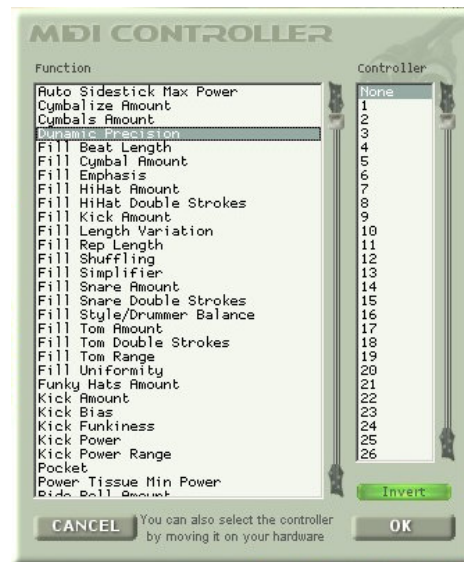 MIDI CONTROLLER
Function
Controller
Auto Sidestick Max Power
Cymbalize Amount
Cymbals Amount
Dynamic Precision
Fill Beat Length
Fill Cymbal Amount
Fill Emphasis
Fill HiHat Amount
Fill HiHat Double Strokes
Fill Kick Amount
Fill Length Variation
Fill Rep Length
Fill Shuffling
Fill Simplifier
Fill Snare Amount
Fill Snare Double Strokes
Fill Style/Drummer Balance
Fill Tom Amount
Fill Tom Double Strokes
Fill Tom Range
Fill Uniformity
Funky Hats Amount
Kick Amount
Kick Bias
Kick Funkiness
Kick Power
Kick Power Range
Pocket
Power Tissue Min Power
Ride Roll Amount
None
1
2
3
4
5
6
7
8
9
10
11
12
13
14
15
16
17
18
19
20
21
22
23
24
25
26
Invert
CANCEL
You can also select the controller
by moving it on your hardware
OK